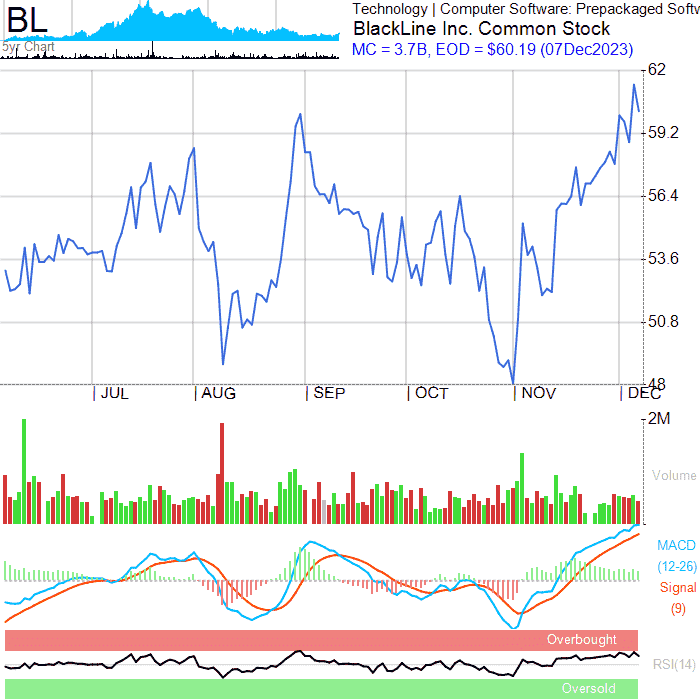 BL
Technology | Computer Software: Prepackaged Softw
BlackLine Inc. Common Stock
MC = 3.7B, EOD = $60.19 (07Dec2023)
5yr Chart
62
59.2
56.4
53.6
50.8
48
JUL AUG SEP OCT NOV DEC
2M
Volume
MACD
(12-26)
Signal
(9)
Overbought
RSI(14)
Oversold